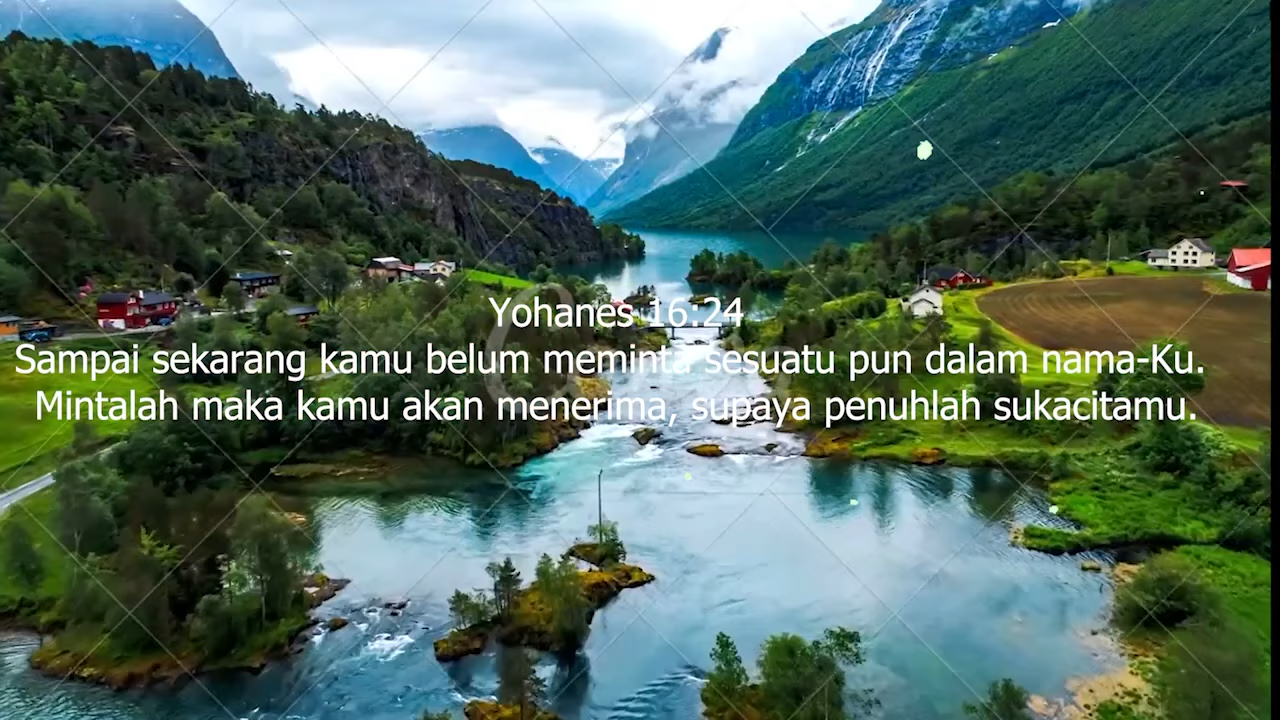 Yohanes 16:24
Sampai sekarang kamu belum meminta sesuatu pun dalam nama-Ku.
Mintalah maka kamu akan menerima, supaya penuhlah sukacitamu.